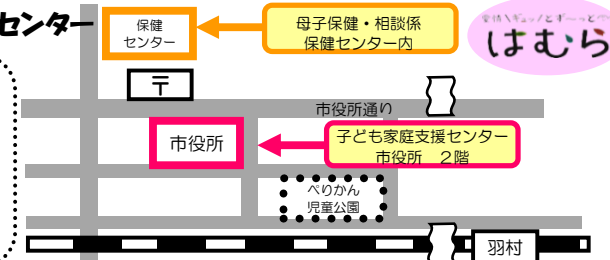 センター
保健
センター
母子保健・相談係
保健センター内
はむら
〒
市役所通り
市役所
子ども家庭支援センター
市役所　２階
ぺりかん
児童公園
羽村